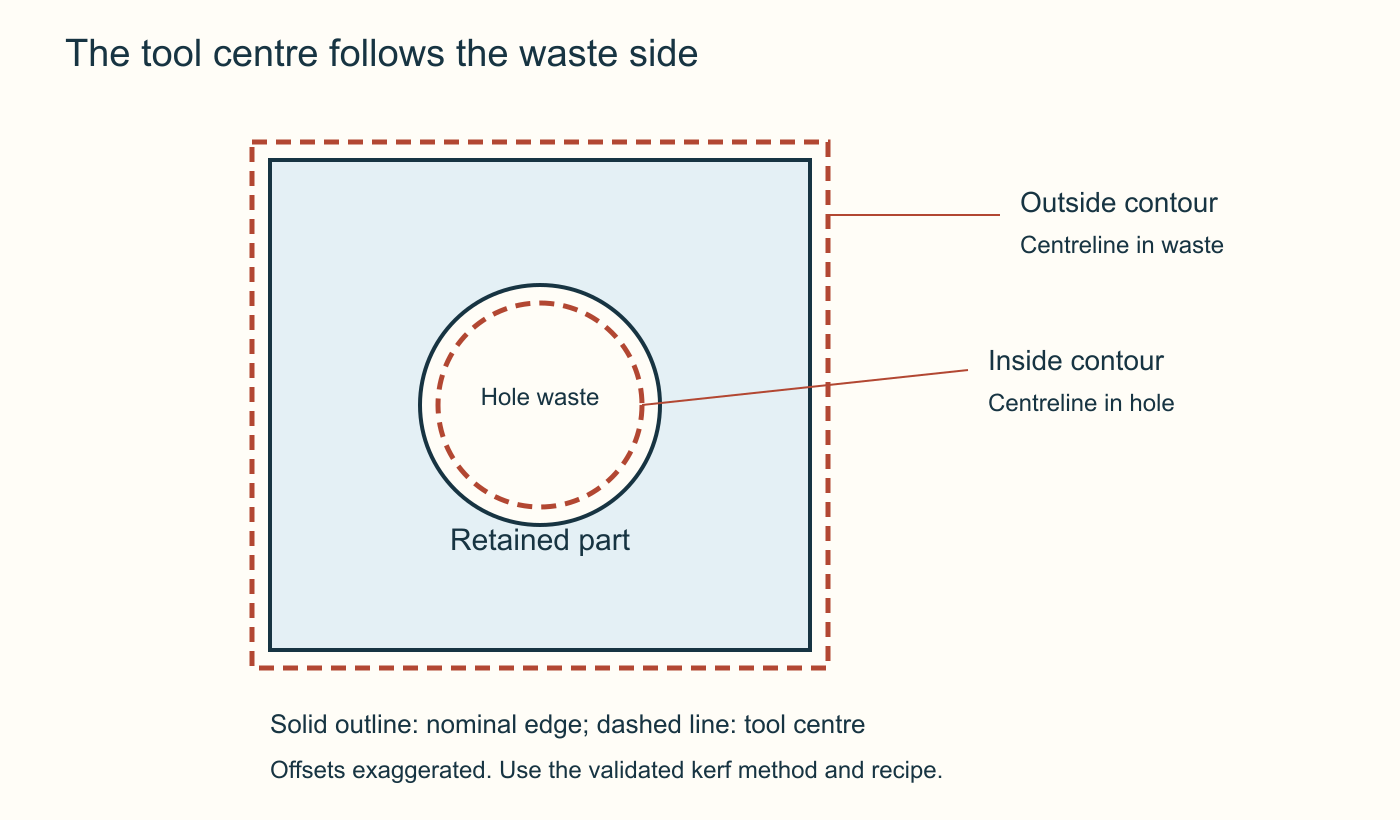 The tool centre follows the waste side
Outside contour
Centreline in waste
Inside contour
Centreline in hole
Hole waste
Retained part
Solid outline: nominal edge; dashed line: tool centre
Offsets exaggerated. Use the validated kerf method and recipe.